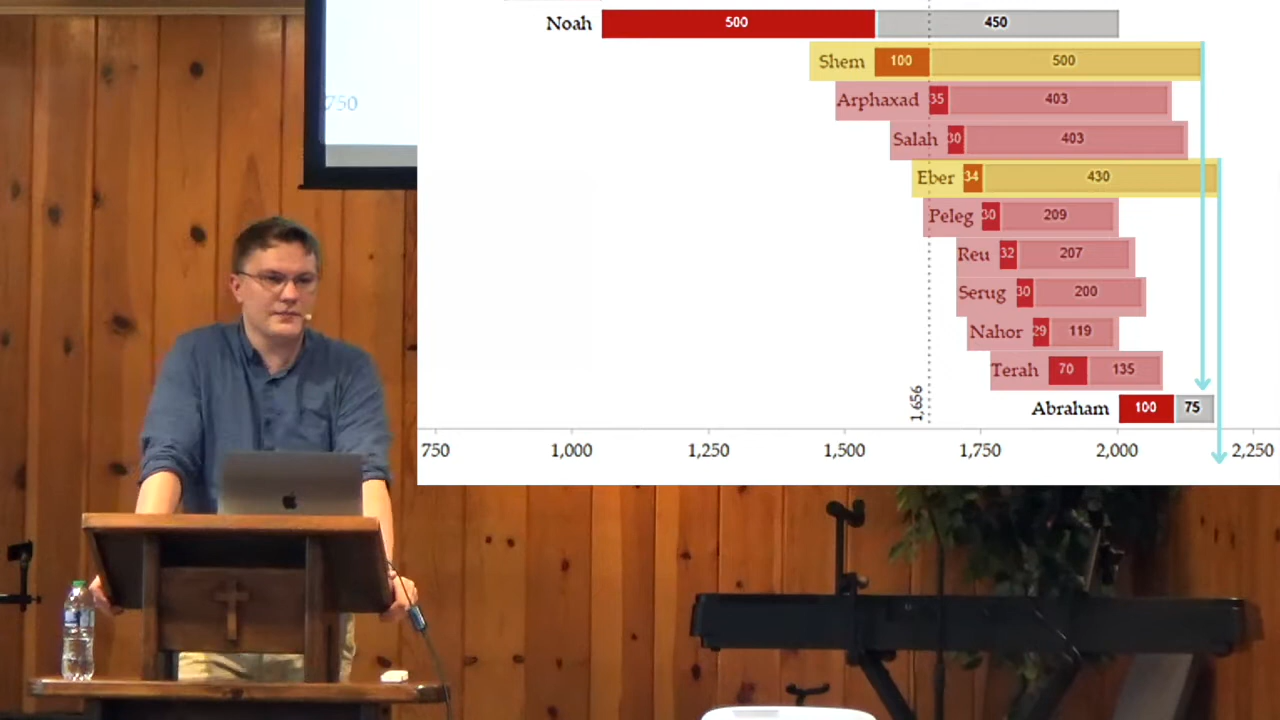 Noah 500 450
Shem 100 500
750
Arphaxad 35 403
Salah 30 403
Eber 34 430
Peleg 30 209
Reu 32 207
Serug 30 200
Nahor 29 119
Terah 70 135
1,656
Abraham 100 75
750 1,000 1,250 1,500 1,750 2,000 2,250